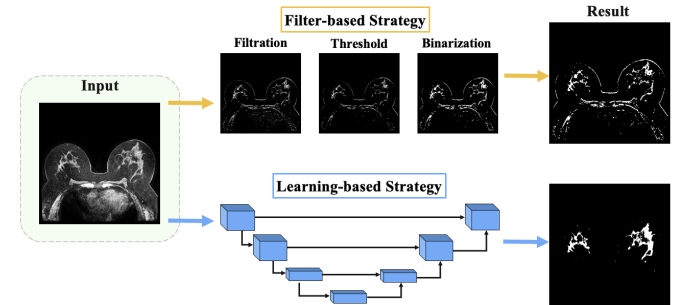 Filter-based Strategy
Result
Filtration
Threshold
Binarization
Input
Learning-based Strategy